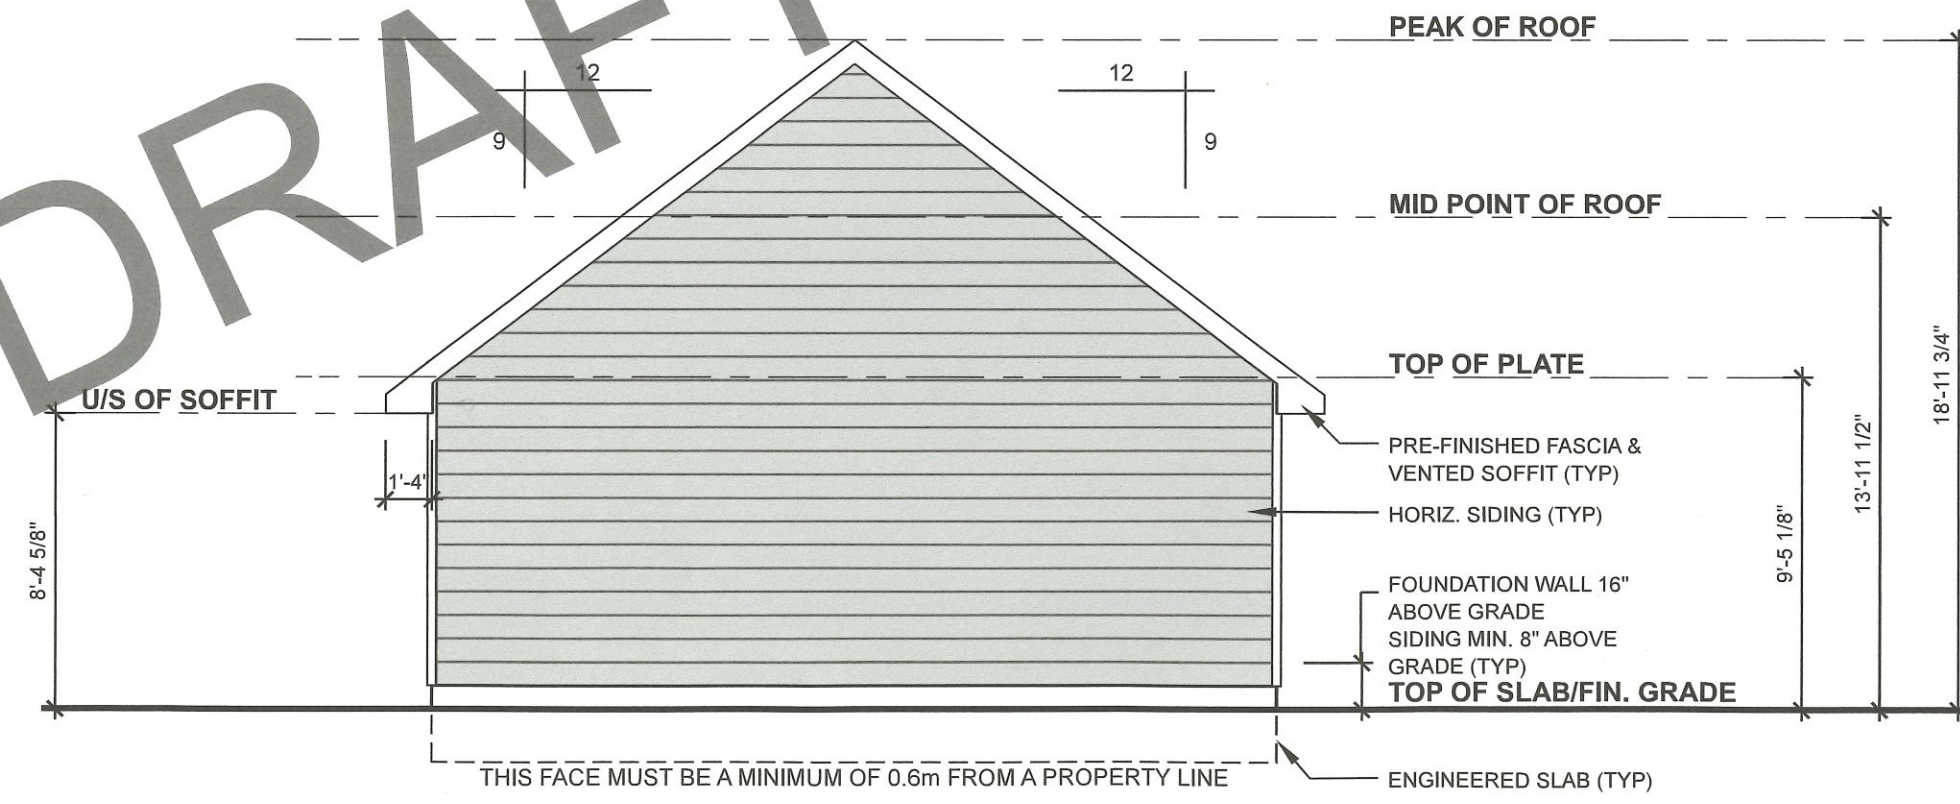 DRAFT
PEAK OF ROOF
12
12
9
9
MID POINT OF ROOF
18'-11 3/4"
TOP OF PLATE
U/S OF SOFFIT
13'-11 1/2"
PRE-FINISHED FASCIA &
VENTED SOFFIT (TYP)
1'-4"
HORIZ. SIDING (TYP)
8'-4 5/8"
9'-5 1/8"
FOUNDATION WALL 16"
ABOVE GRADE
SIDING MIN. 8" ABOVE
GRADE (TYP)
TOP OF SLAB/FIN. GRADE
THIS FACE MUST BE A MINIMUM OF 0.6m FROM A PROPERTY LINE
ENGINEERED SLAB (TYP)